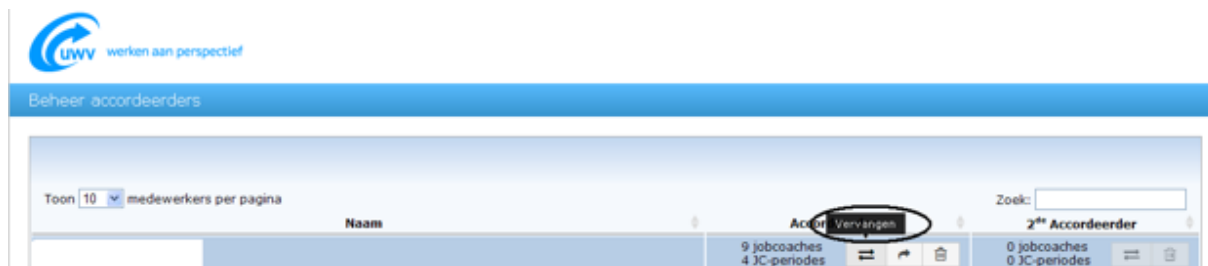 UWV werken aan perspectief
Beheer accordeerders
Toon 10 medewerkers per pagina
Zoek:
Naam
Accor
Vervangen
2de Accordeerder
9 jobcoaches
4 JC-periodes
0 jobcoaches
0 JC-periodes